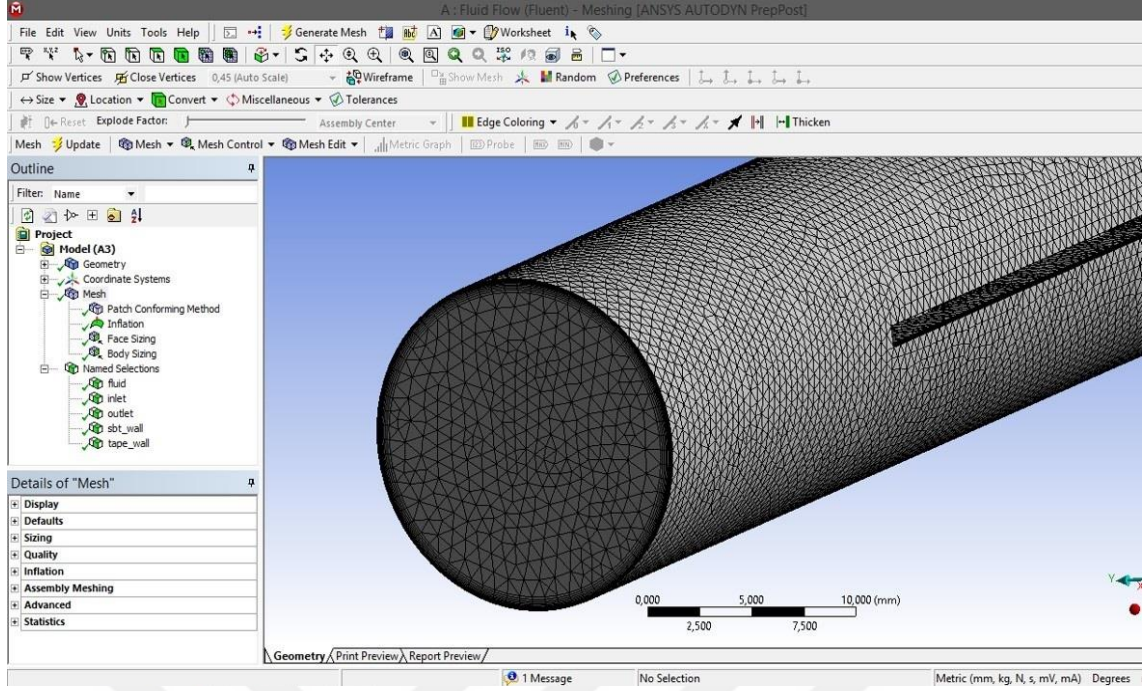 A : Fluid Flow (Fluent) - Meshing [ANSYS AUTODYN PrepPost]
File Edit View Units Tools Help Generate Mesh A Worksheet i
Show Vertices Close Vertices 0,45 (Auto Scale) Wireframe Show Mesh Random Preferences
Size Location Convert Miscellaneous Tolerances
Reset Explode Factor: Assembly Center Edge Coloring Thicken
Mesh Update Mesh Mesh Control Mesh Edit Metric Graph Probe
Outline
Filter: Name
Project
Model (A3)
Geometry
Coordinate Systems
Mesh
Patch Conforming Method
Inflation
Face Sizing
Body Sizing
Named Selections
fluid
inlet
outlet
sbt_wall
tape_wall
Details of "Mesh"
Display
Defaults
Sizing
Quality
Inflation
Assembly Meshing
Advanced
Statistics
0,000 5,000 10,000 (mm)
2,500 7,500
Y
X
Geometry Print Preview Report Preview
1 Message No Selection Metric (mm, kg, N, s, mV, mA) Degrees